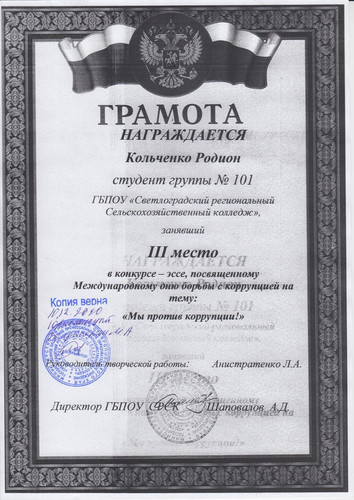 ГРАМОТА
НАГРАЖДАЕТСЯ
Кольченко Родион
студент группы № 101
ГБПОУ «Светлоградский региональный
Сельскохозяйственный колледж»,
занявший
III место
в конкурсе – эссе, посвященному
Международному дню борьбы с коррупцией на
тему:
«Мы против коррупции!»
Копия верна
Руководитель творческой работы: Анистратенко Л.А.
Директор ГБПОУ СРСК Шаповалов А.Д.